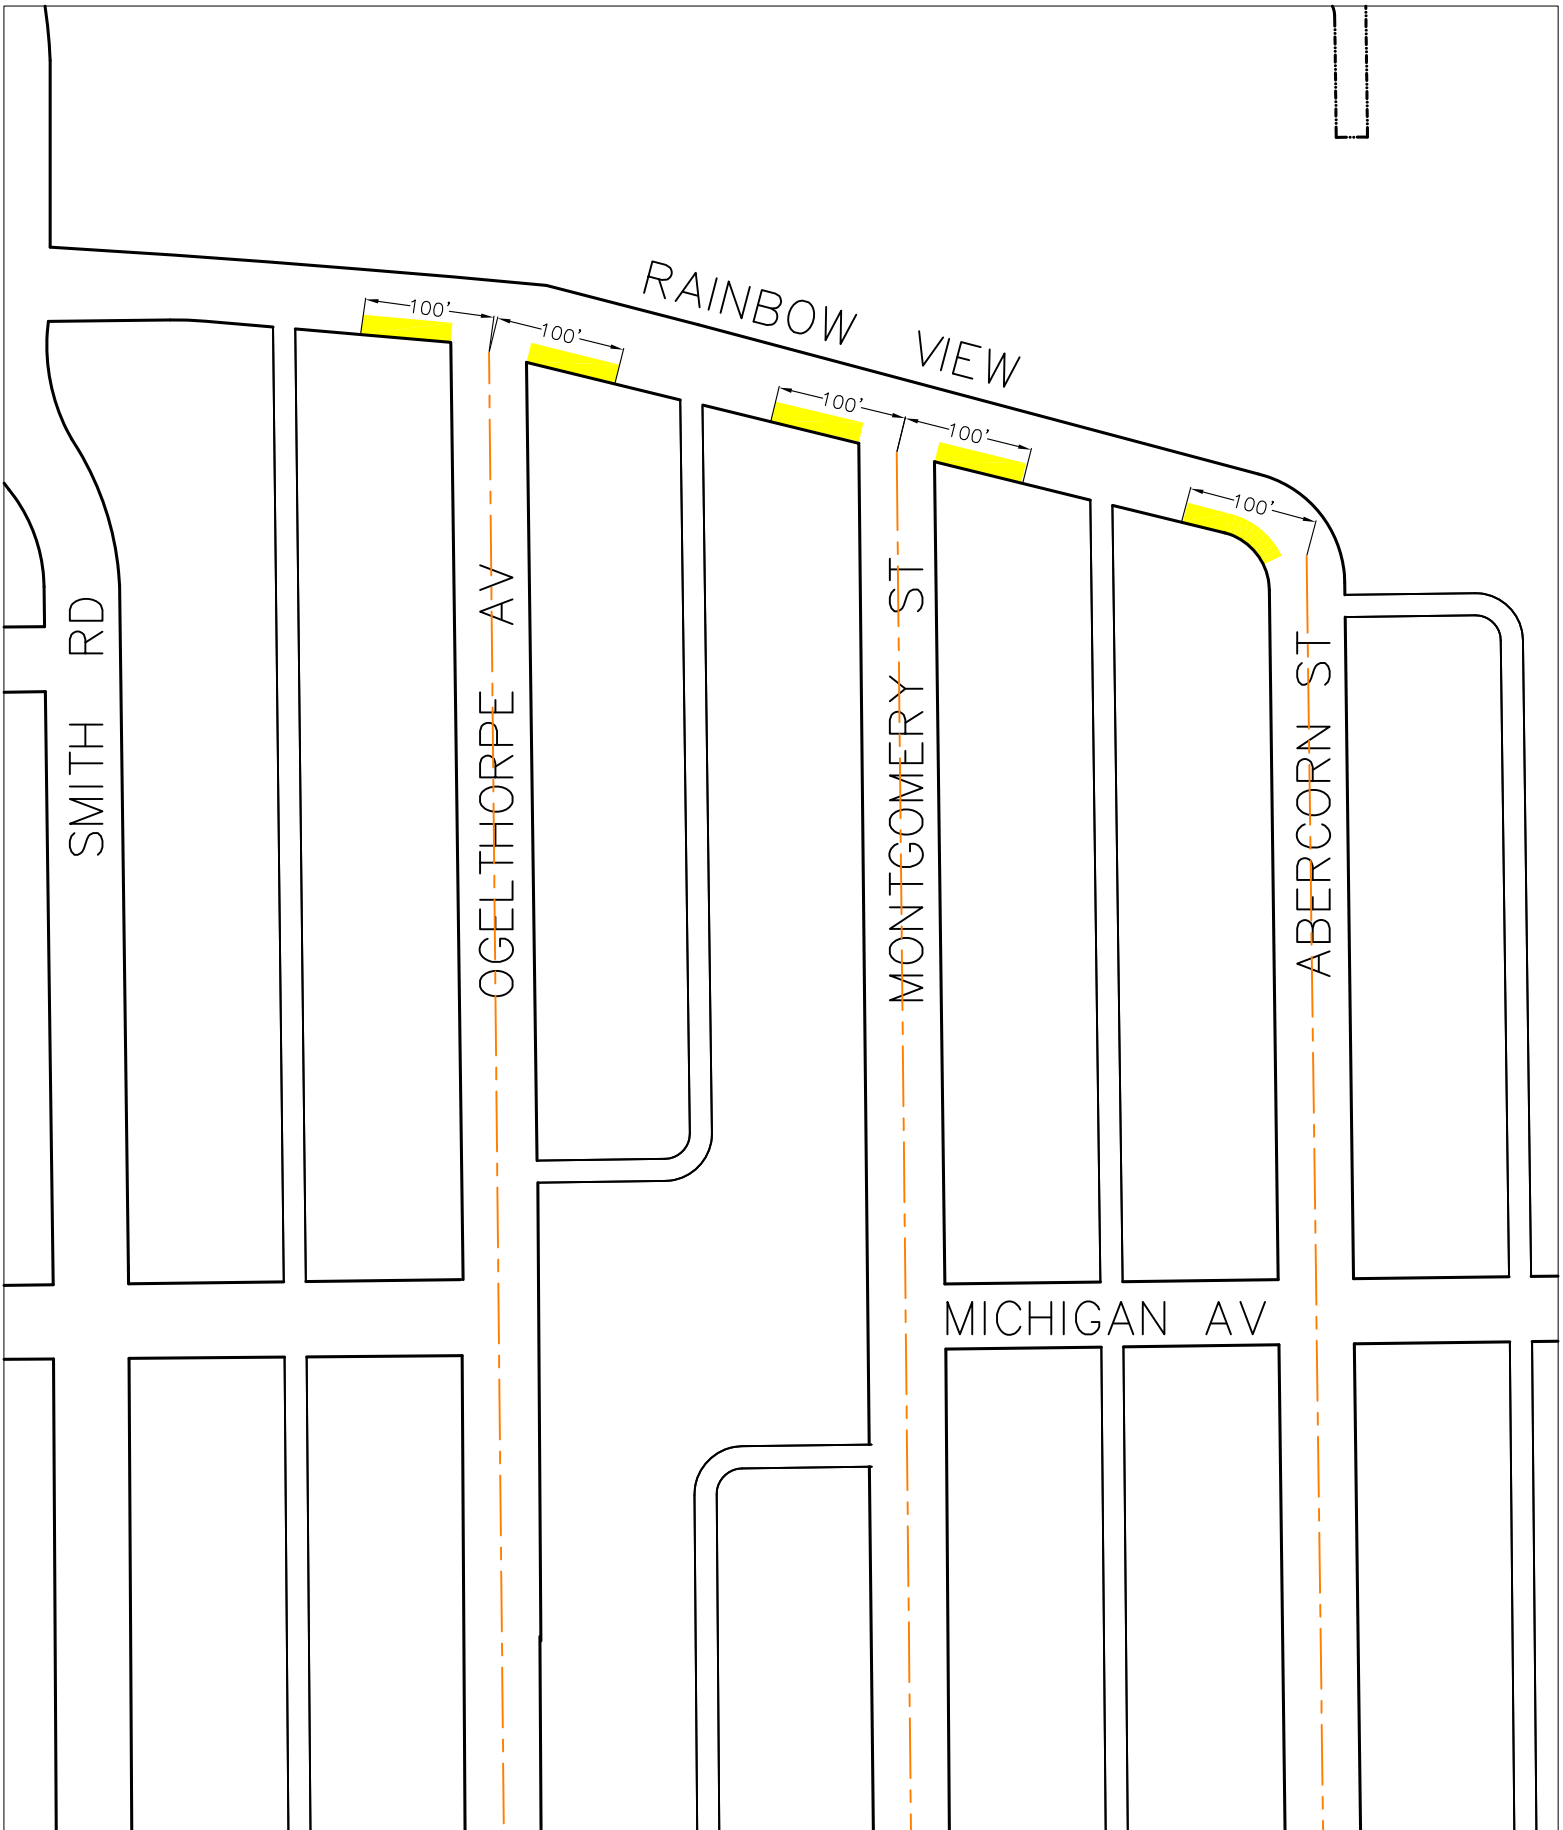 RAINBOW VIEW
100'
100'
100'
100'
100'
SMITH RD
OGELTHORPE AV
MONTGOMERY ST
ABERCORN ST
MICHIGAN AV